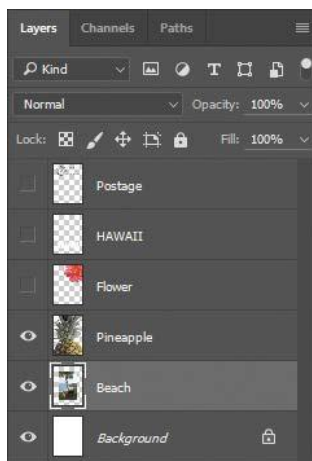 Layers Channels Paths
Kind
Normal Opacity: 100%
Lock: Fill: 100%
Postage
HAWAII
Flower
Pineapple
Beach
Background